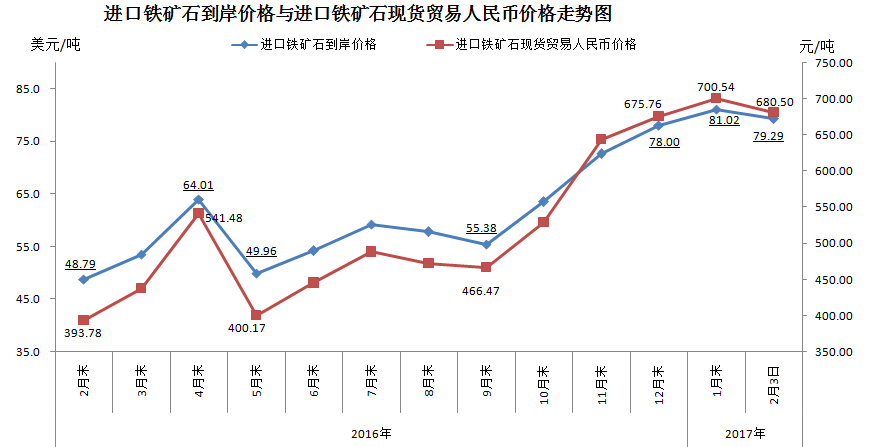 进口铁矿石到岸价格与进口铁矿石现货贸易人民币价格走势图
美元/吨
进口铁矿石到岸价格
进口铁矿石现货贸易人民币价格
元/吨
85.0
75.0
65.0
55.0
45.0
35.0
750.00
700.00
650.00
600.00
550.00
500.00
450.00
400.00
350.00
48.79
64.01
49.96
55.38
78.00
81.02
79.29
393.78
541.48
400.17
466.47
675.76
700.54
680.50
2月末
3月末
4月末
5月末
6月末
7月末
8月末
9月末
10月末
11月末
12月末
1月末
2月3日
2016年
2017年